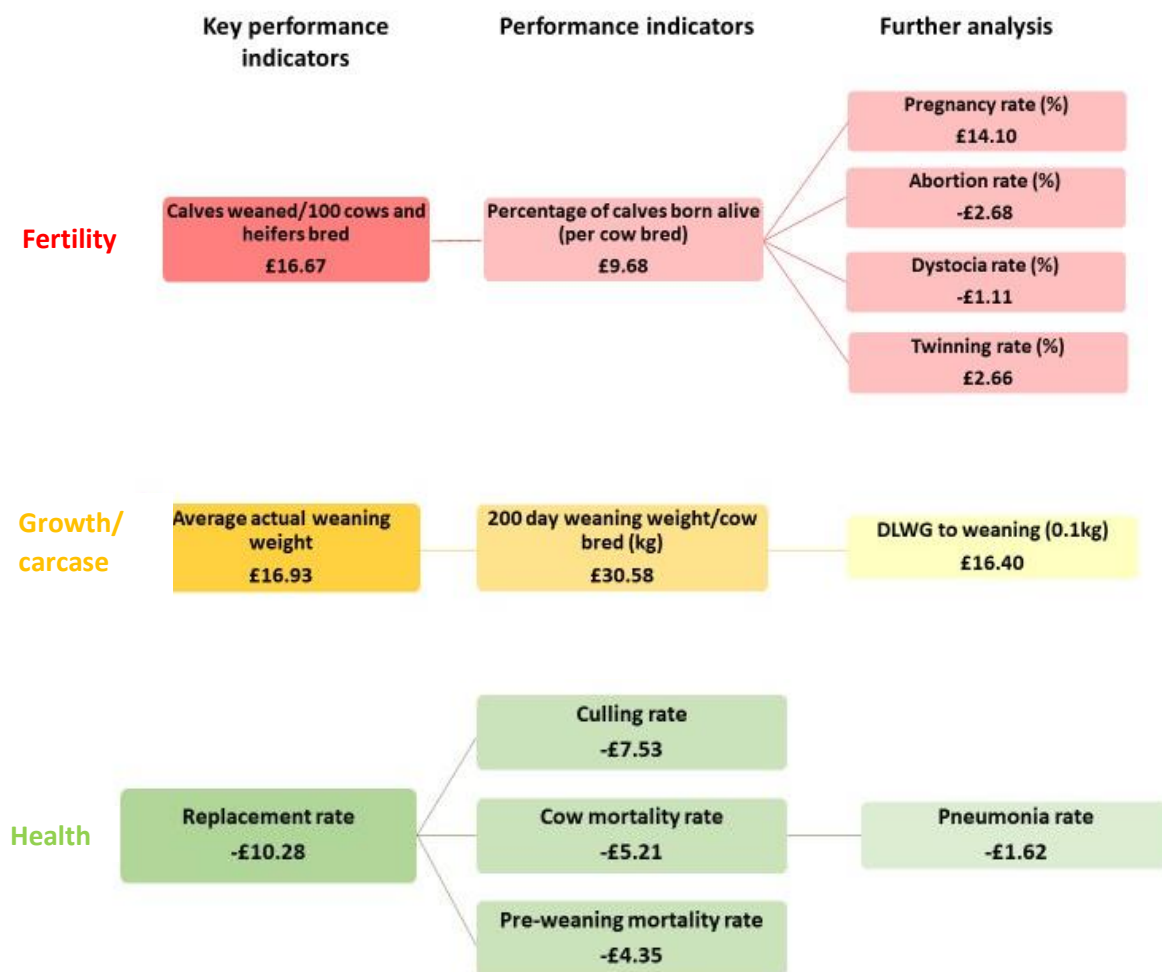 Key performance
indicators
Performance indicators
Further analysis
Fertility
Calves weaned/100 cows and
heifers bred
£16.67
Percentage of calves born alive
(per cow bred)
£9.68
Pregnancy rate (%)
£14.10
Abortion rate (%)
-£2.68
Dystocia rate (%)
-£1.11
Twinning rate (%)
£2.66
Growth/
carcase
Average actual weaning
weight
£16.93
200 day weaning weight/cow
bred (kg)
£30.58
DLWG to weaning (0.1kg)
£16.40
Health
Replacement rate
-£10.28
Culling rate
-£7.53
Cow mortality rate
-£5.21
Pre-weaning mortality rate
-£4.35
Pneumonia rate
-£1.62